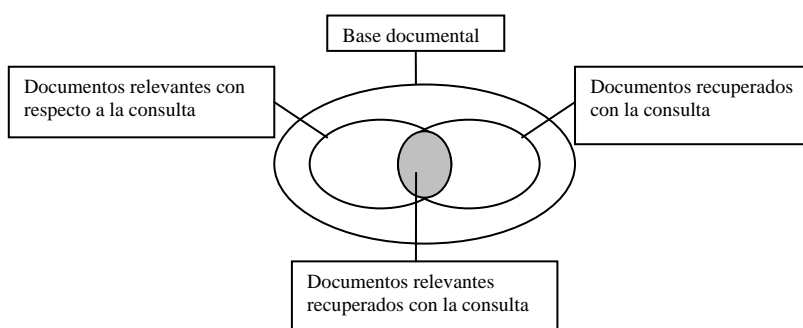 Base documental
Documentos relevantes con
respecto a la consulta
Documentos recuperados
con la consulta
Documentos relevantes
recuperados con la consulta